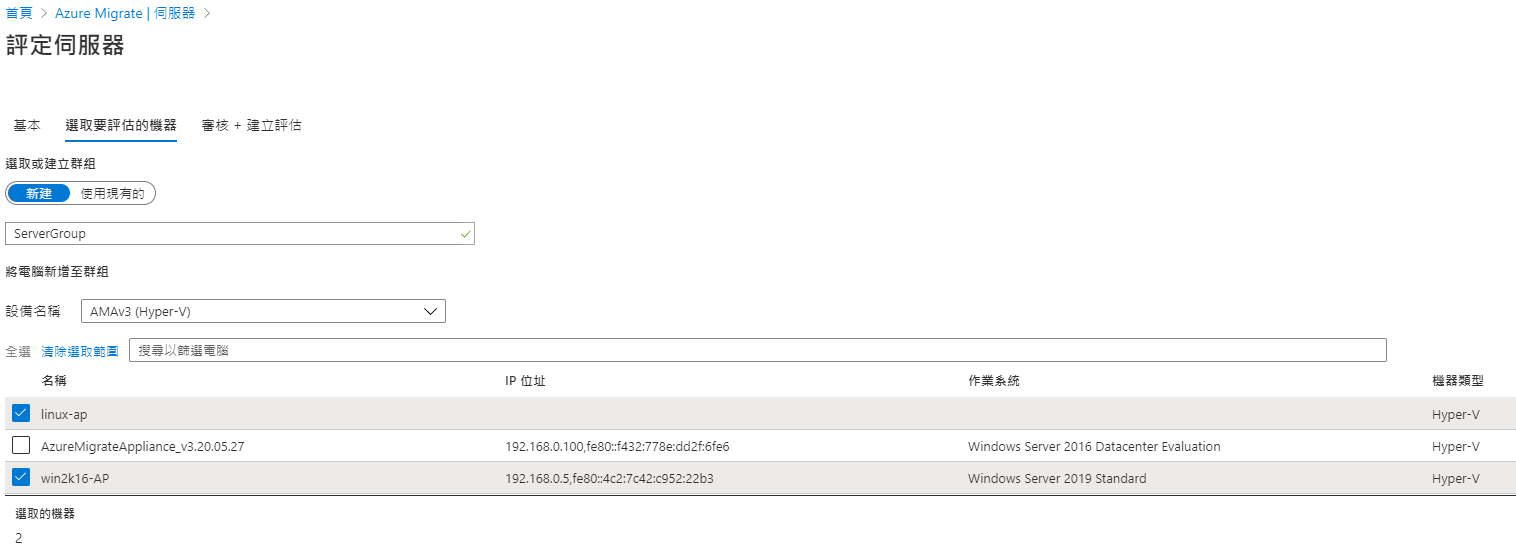 首頁 > Azure Migrate | 伺服器 >
評定伺服器
基本 選取要評估的機器 審核 + 建立評估
選取或建立群組
新建 使用現有的
ServerGroup
將電腦新增至群組
設備名稱 AMAv3 (Hyper-V)
全選 清除選取範圍 搜尋以篩選電腦
名稱 IP 位址 作業系統 機器類型
linux-ap Hyper-V
AzureMigrateAppliance_v3.20.05.27 192.168.0.100,fe80::f432:778e:dd2f:6fe6 Windows Server 2016 Datacenter Evaluation Hyper-V
win2k16-AP 192.168.0.5,fe80::4c2:7c42:c952:22b3 Windows Server 2019 Standard Hyper-V
選取的機器
2